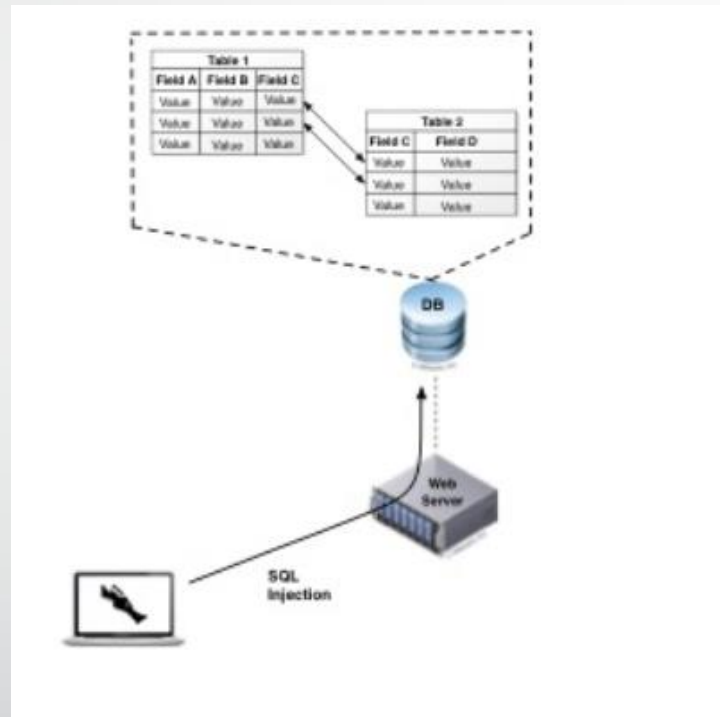 Table 1
Field A Field B Field C
Value Value Value
Value Value Value
Value Value Value
Table 2
Field C Field D
Value Value
Value Value
Value Value
DB
Web
Server
SQL
Injection